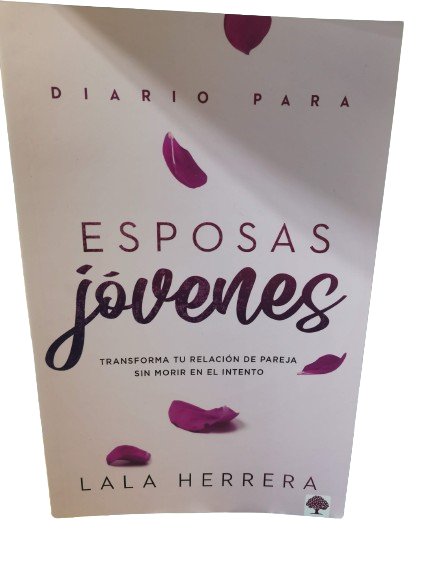 DIARIO PARA
ESPOSAS
jóvenes
TRANSFORMA TU RELACIÓN DE PAREJA
SIN MORIR EN EL INTENTO
LALA HERRERA